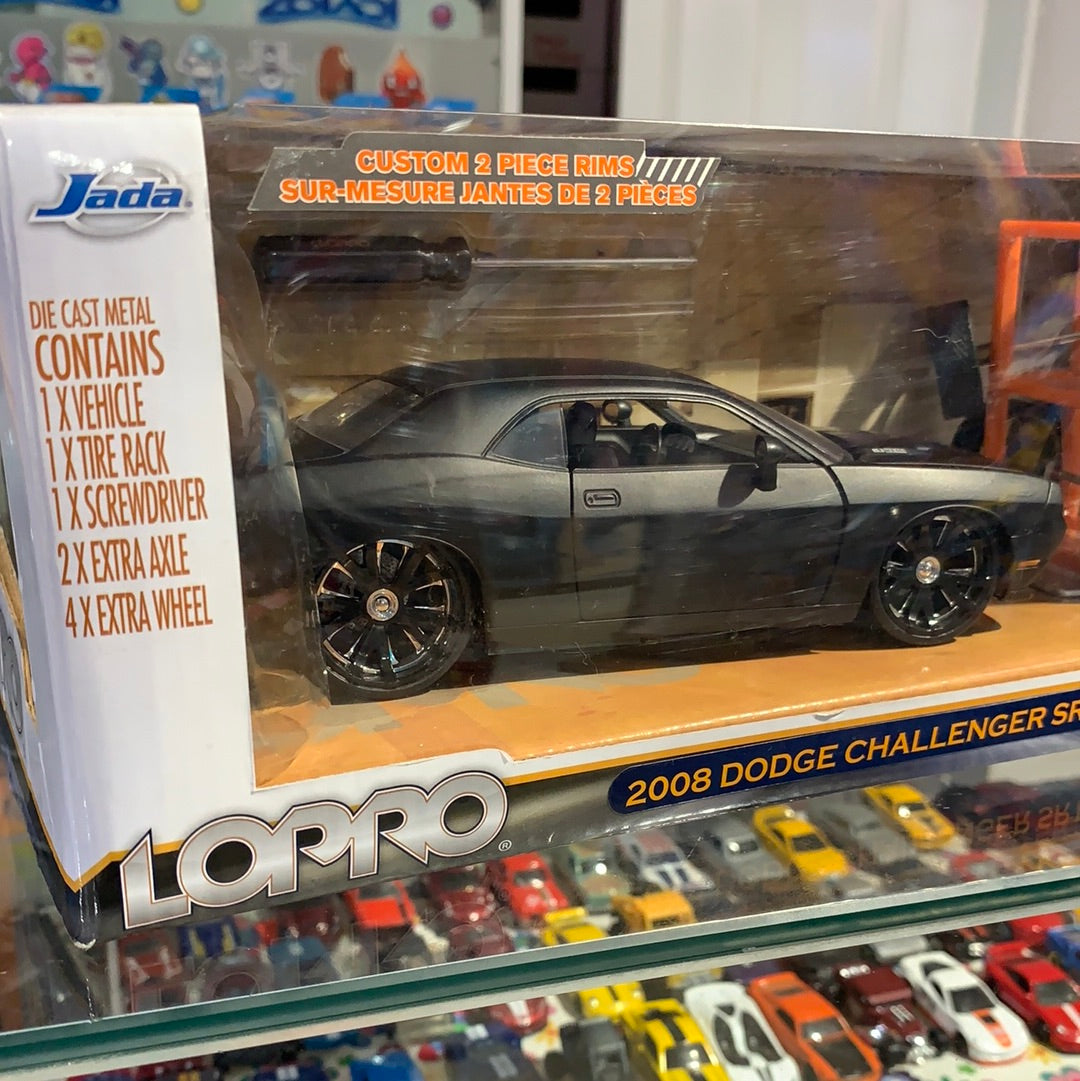 CUSTOM 2 PIECE RIMS
SUR-MESURE JANTES DE 2 PIÈCES
Jada
DIE CAST METAL
CONTAINS
1 X VEHICLE
1 X TIRE RACK
1 X SCREWDRIVER
2 X EXTRA AXLE
4 X EXTRA WHEEL
2008 DODGE CHALLENGER SR
LOPRO®